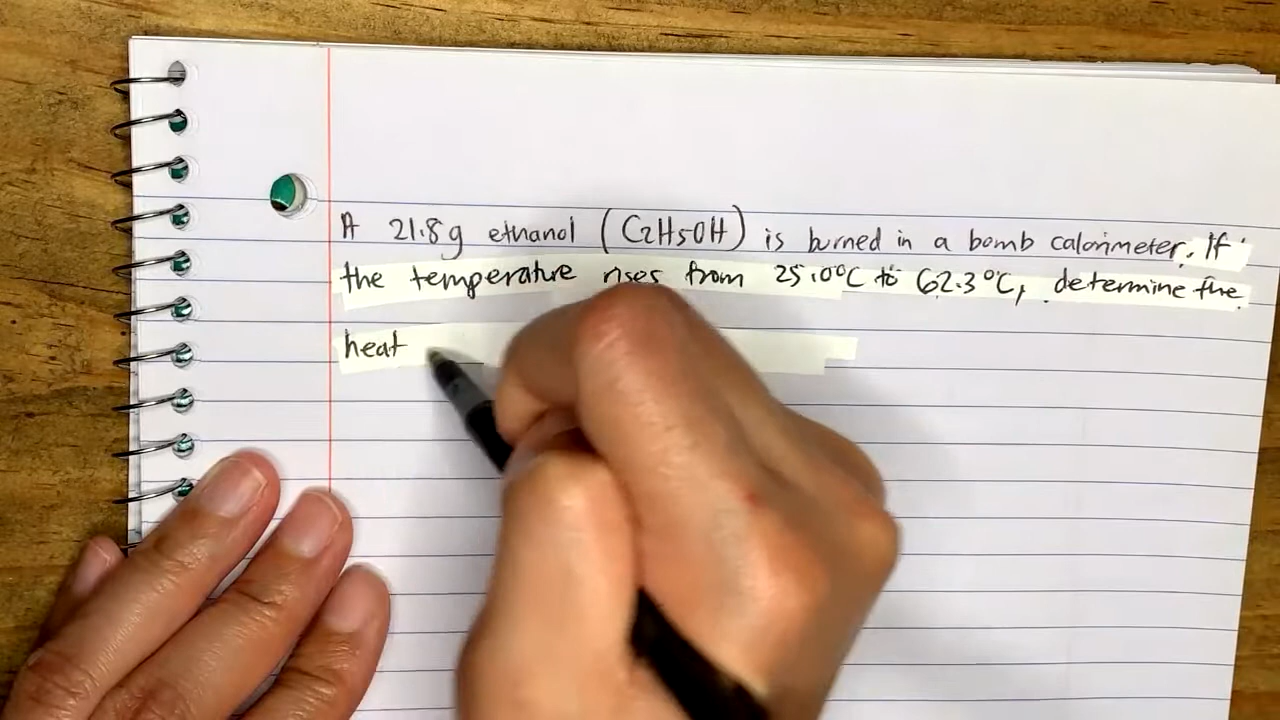 A 21.8g ethanol (C2H5OH) is burned in a bomb calorimeter. If
the temperature rises from 25.0°C to 62.3°C, determine the
heat